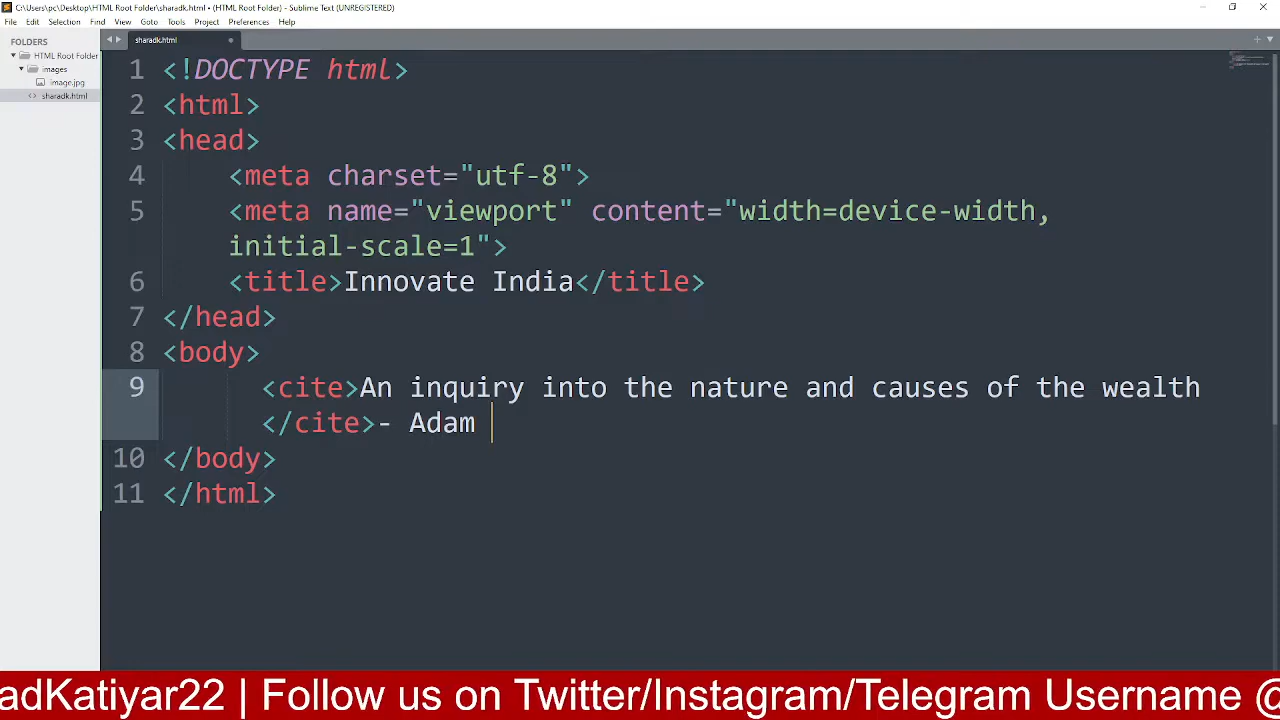 C:\Users\pc\Desktop\HTML Root Folder\sharadk.html • (HTML Root Folder) - Sublime Text (UNREGISTERED)
File Edit Selection Find View Goto Tools Project Preferences Help
FOLDERS
HTML Root Folder
images
image.jpg
sharadk.html
sharadk.html
1 <!DOCTYPE html>
2 <html>
3 <head>
4 <meta charset="utf-8">
5 <meta name="viewport" content="width=device-width,
initial-scale=1">
6 <title>Innovate India</title>
7 </head>
8 <body>
9 <cite>An inquiry into the nature and causes of the wealth
</cite>- Adam
10 </body>
11 </html>
adKatiyar22 | Follow us on Twitter/Instagram/Telegram Username @